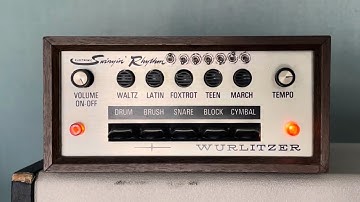 Swingin' Rhythm
VOLUME
ON-OFF
WALTZ LATIN FOXTROT TEEN MARCH
TEMPO
DRUM BRUSH SNARE BLOCK CYMBAL
WURLITZER